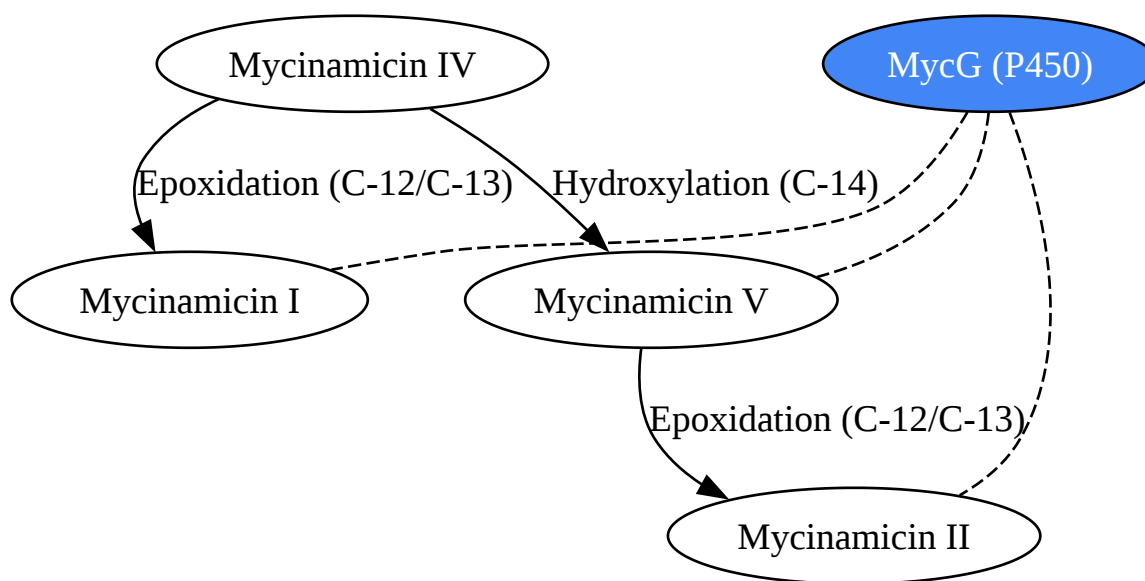 Mycinamicin IV
MycG (P450)
Epoxidation (C-12/C-13)
Hydroxylation (C-14)
Mycinamicin I
Mycinamicin V
Epoxidation (C-12/C-13)
Mycinamicin II